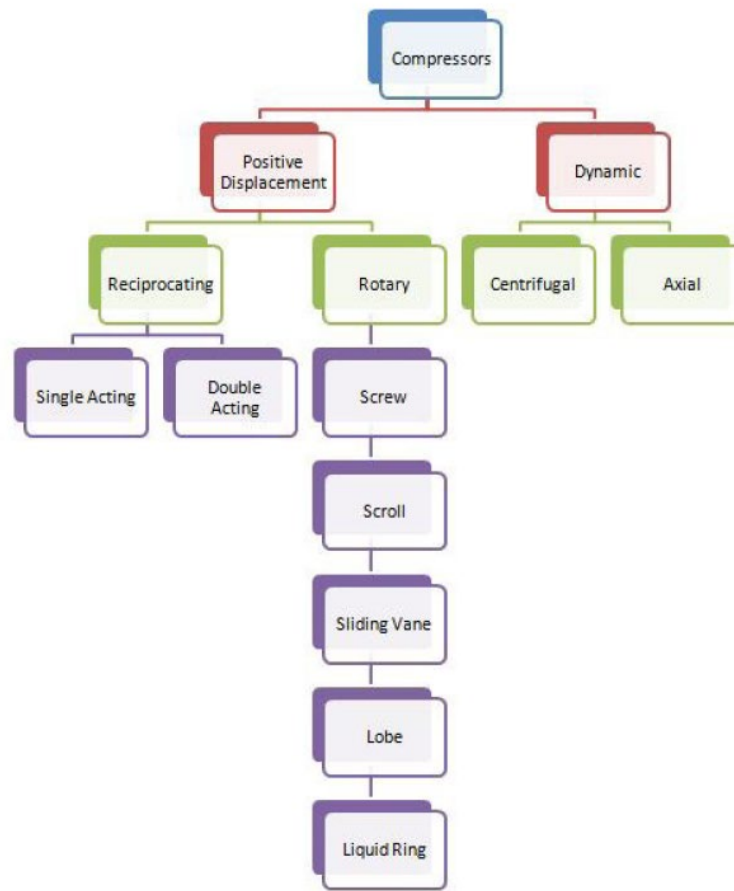 Compressors
Positive
Displacement
Dynamic
Reciprocating
Rotary
Centrifugal
Axial
Single Acting
Double
Acting
Screw
Scroll
Sliding Vane
Lobe
Liquid Ring